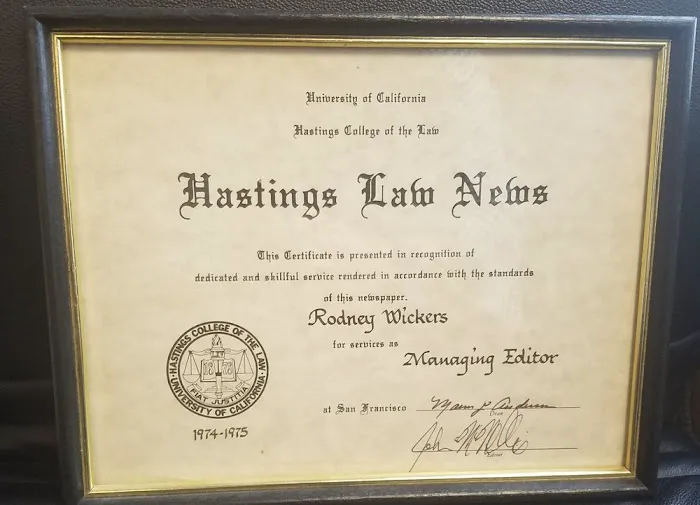 University of California
Hastings College of the Law
Hastings Law News
This Certificate is presented in recognition of
dedicated and skillful service rendered in accordance with the standards
of this newspaper.
Rodney Wickers
for services as
Managing Editor
HASTINGS COLLEGE OF THE LAW
1878
FIAT JUSTITIA
UNIVERSITY OF CALIFORNIA
1974-1975
at San Francisco
Dean
John
Editor